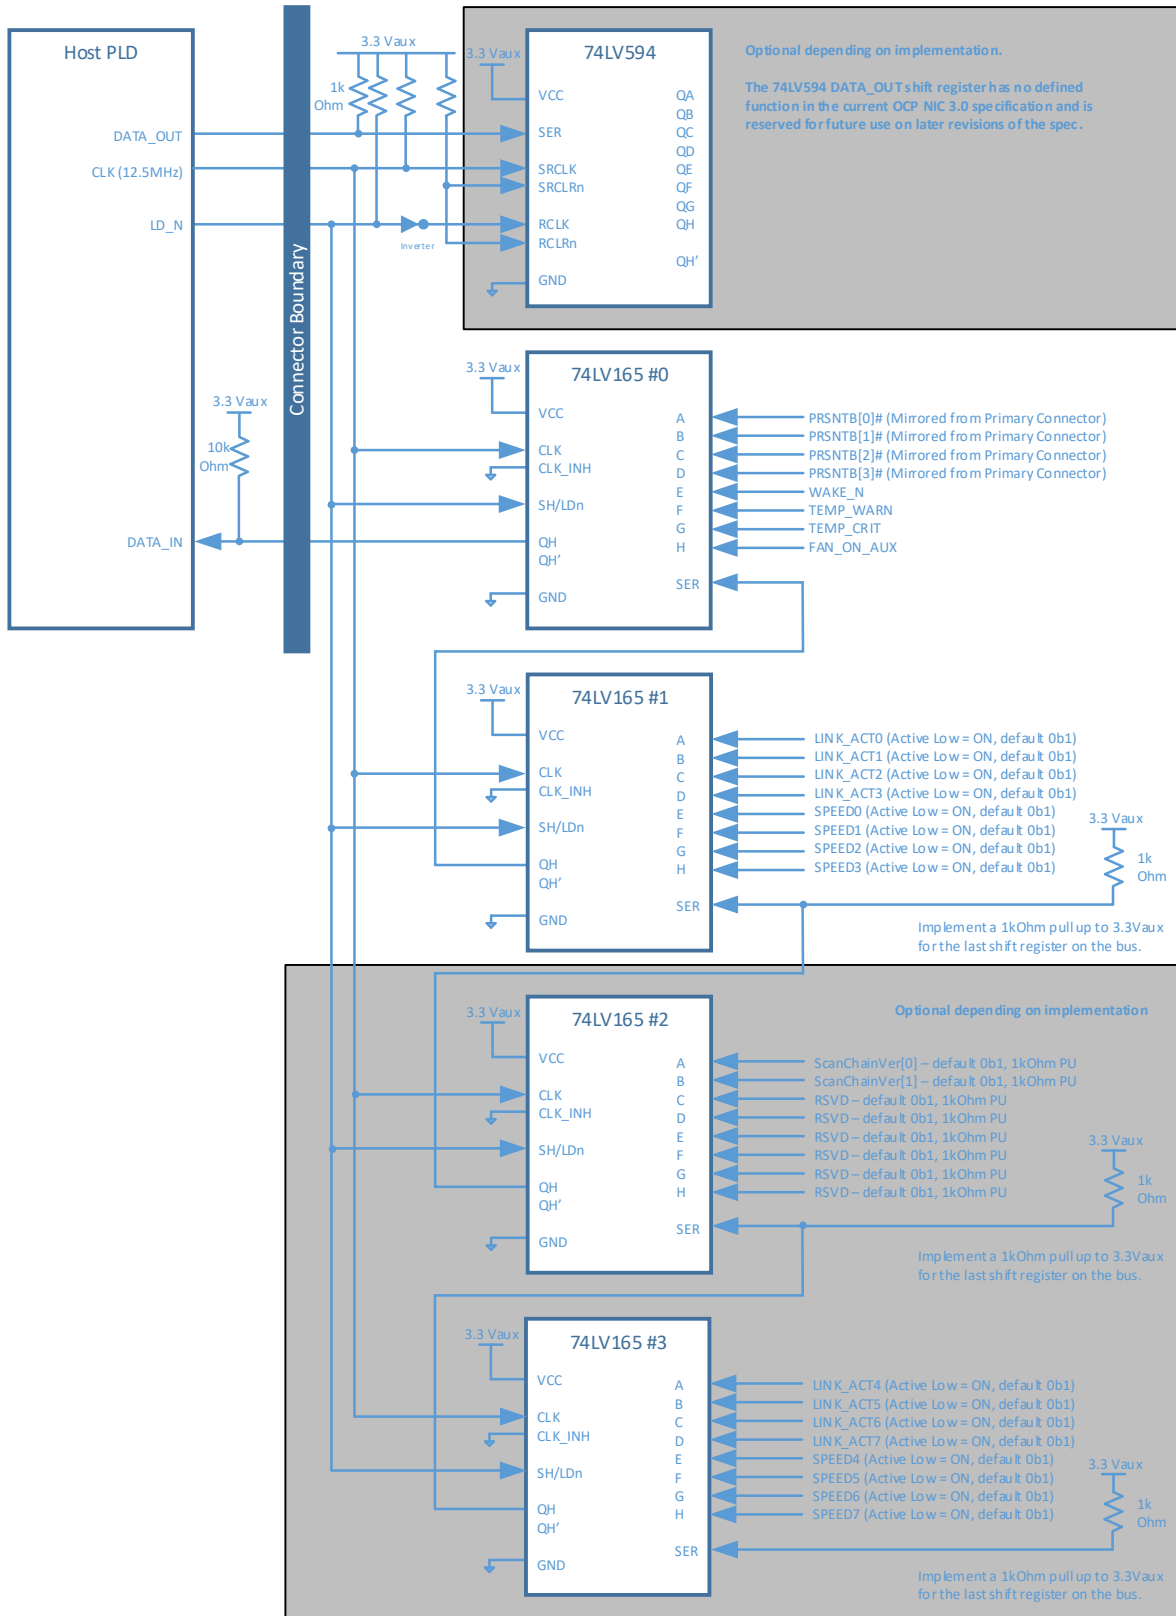 Host PLD
DATA_OUT
CLK (12.5MHz)
LD_N
DATA_IN
3.3 Vaux
10k
Ohm
Connector Boundary
3.3 Vaux
1k
Ohm
Inverter
3.3 Vaux
74LV594
VCC
SER
SRCLK
SRCLRn
RCLK
RCLRn
GND
QA
QB
QC
QD
QE
QF
QG
QH
QH'
Optional depending on implementation.
The 74LV594 DATA_OUT shift register has no defined
function in the current OCP NIC 3.0 specification and is
reserved for future use on later revisions of the spec.
3.3 Vaux
74LV165 #0
VCC
CLK
CLK_INH
SH/LDn
QH
QH'
GND
A
B
C
D
E
F
G
H
SER
PRSNTB[0]# (Mirrored from Primary Connector)
PRSNTB[1]# (Mirrored from Primary Connector)
PRSNTB[2]# (Mirrored from Primary Connector)
PRSNTB[3]# (Mirrored from Primary Connector)
WAKE_N
TEMP_WARN
TEMP_CRIT
FAN_ON_AUX
3.3 Vaux
74LV165 #1
VCC
CLK
CLK_INH
SH/LDn
QH
QH'
GND
A
B
C
D
E
F
G
H
SER
LINK_ACT0 (Active Low = ON, default 0b1)
LINK_ACT1 (Active Low = ON, default 0b1)
LINK_ACT2 (Active Low = ON, default 0b1)
LINK_ACT3 (Active Low = ON, default 0b1)
SPEED0 (Active Low = ON, default 0b1)
SPEED1 (Active Low = ON, default 0b1)
SPEED2 (Active Low = ON, default 0b1)
SPEED3 (Active Low = ON, default 0b1)
3.3 Vaux
1k
Ohm
Implement a 1kOhm pull up to 3.3Vaux
for the last shift register on the bus.
Optional depending on implementation
3.3 Vaux
74LV165 #2
VCC
CLK
CLK_INH
SH/LDn
QH
QH'
GND
A
B
C
D
E
F
G
H
SER
ScanChainVer[0] – default 0b1, 1kOhm PU
ScanChainVer[1] – default 0b1, 1kOhm PU
RSVD – default 0b1, 1kOhm PU
RSVD – default 0b1, 1kOhm PU
RSVD – default 0b1, 1kOhm PU
RSVD – default 0b1, 1kOhm PU
RSVD – default 0b1, 1kOhm PU
RSVD – default 0b1, 1kOhm PU
3.3 Vaux
1k
Ohm
Implement a 1kOhm pull up to 3.3Vaux
for the last shift register on the bus.
3.3 Vaux
74LV165 #3
VCC
CLK
CLK_INH
SH/LDn
QH
QH'
GND
A
B
C
D
E
F
G
H
SER
LINK_ACT4 (Active Low = ON, default 0b1)
LINK_ACT5 (Active Low = ON, default 0b1)
LINK_ACT6 (Active Low = ON, default 0b1)
LINK_ACT7 (Active Low = ON, default 0b1)
SPEED4 (Active Low = ON, default 0b1)
SPEED5 (Active Low = ON, default 0b1)
SPEED6 (Active Low = ON, default 0b1)
SPEED7 (Active Low = ON, default 0b1)
3.3 Vaux
1k
Ohm
Implement a 1kOhm pull up to 3.3Vaux
for the last shift register on the bus.